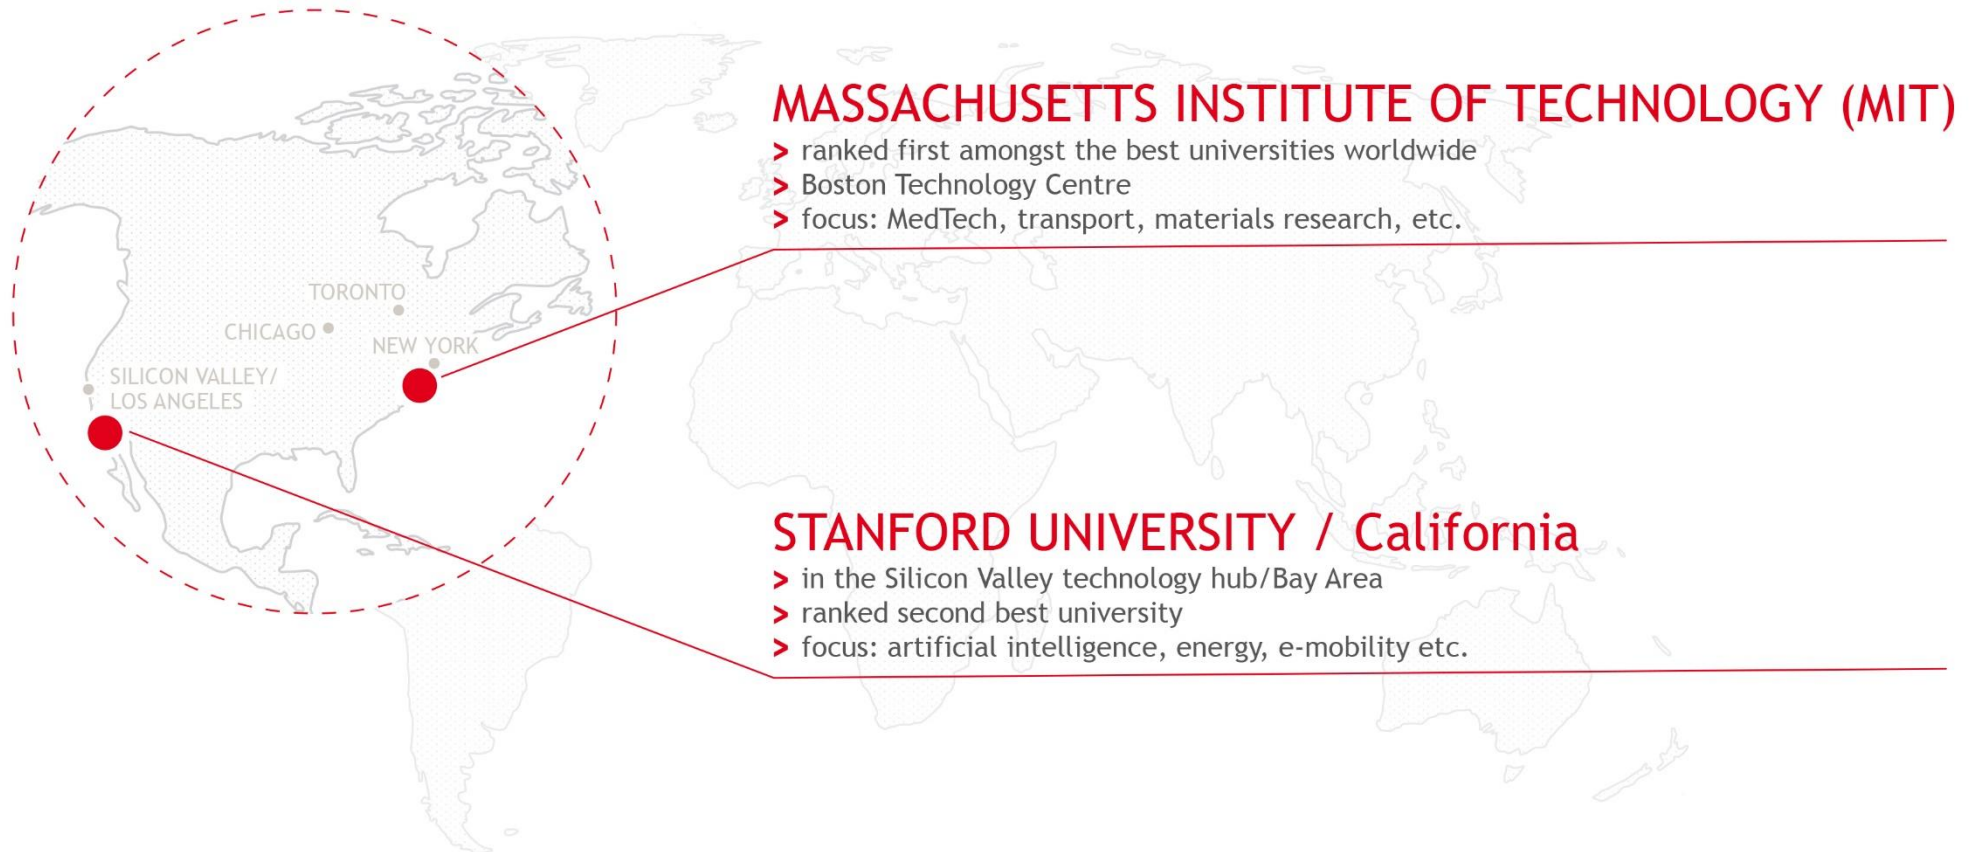 MASSACHUSETTS INSTITUTE OF TECHNOLOGY (MIT)
> ranked first amongst the best universities worldwide
> Boston Technology Centre
> focus: MedTech, transport, materials research, etc.
TORONTO
CHICAGO
NEW YORK
SILICON VALLEY/
LOS ANGELES
STANFORD UNIVERSITY / California
> in the Silicon Valley technology hub/Bay Area
> ranked second best university
> focus: artificial intelligence, energy, e-mobility etc.